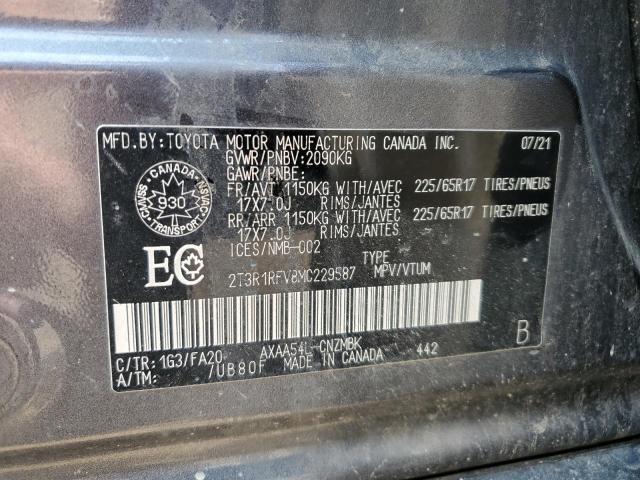 MFD.BY:TOYOTA MOTOR MANUFACTURING CANADA INC. 07/21
GVWR/PNBV:2090KG
GAWR/PNBE:
FR/AVT 1150KG WITH/AVEC 225/65R17 TIRES/PNEUS
17X7.0J RIMS/JANTES
RR/ARR 1150KG WITH/AVEC 225/65R17 TIRES/PNEUS
17X7.0J RIMS/JANTES
ICES/NMB-002
CANADA
CMVSS
930
NSVAC
EC
2T3R1RFV8MC229587 TYPE MPV/VTUM
B
C/TR: 1G3/FA20 AXAA54L-CNZMBK 442
A/TM: /UB80F MADE IN CANADA